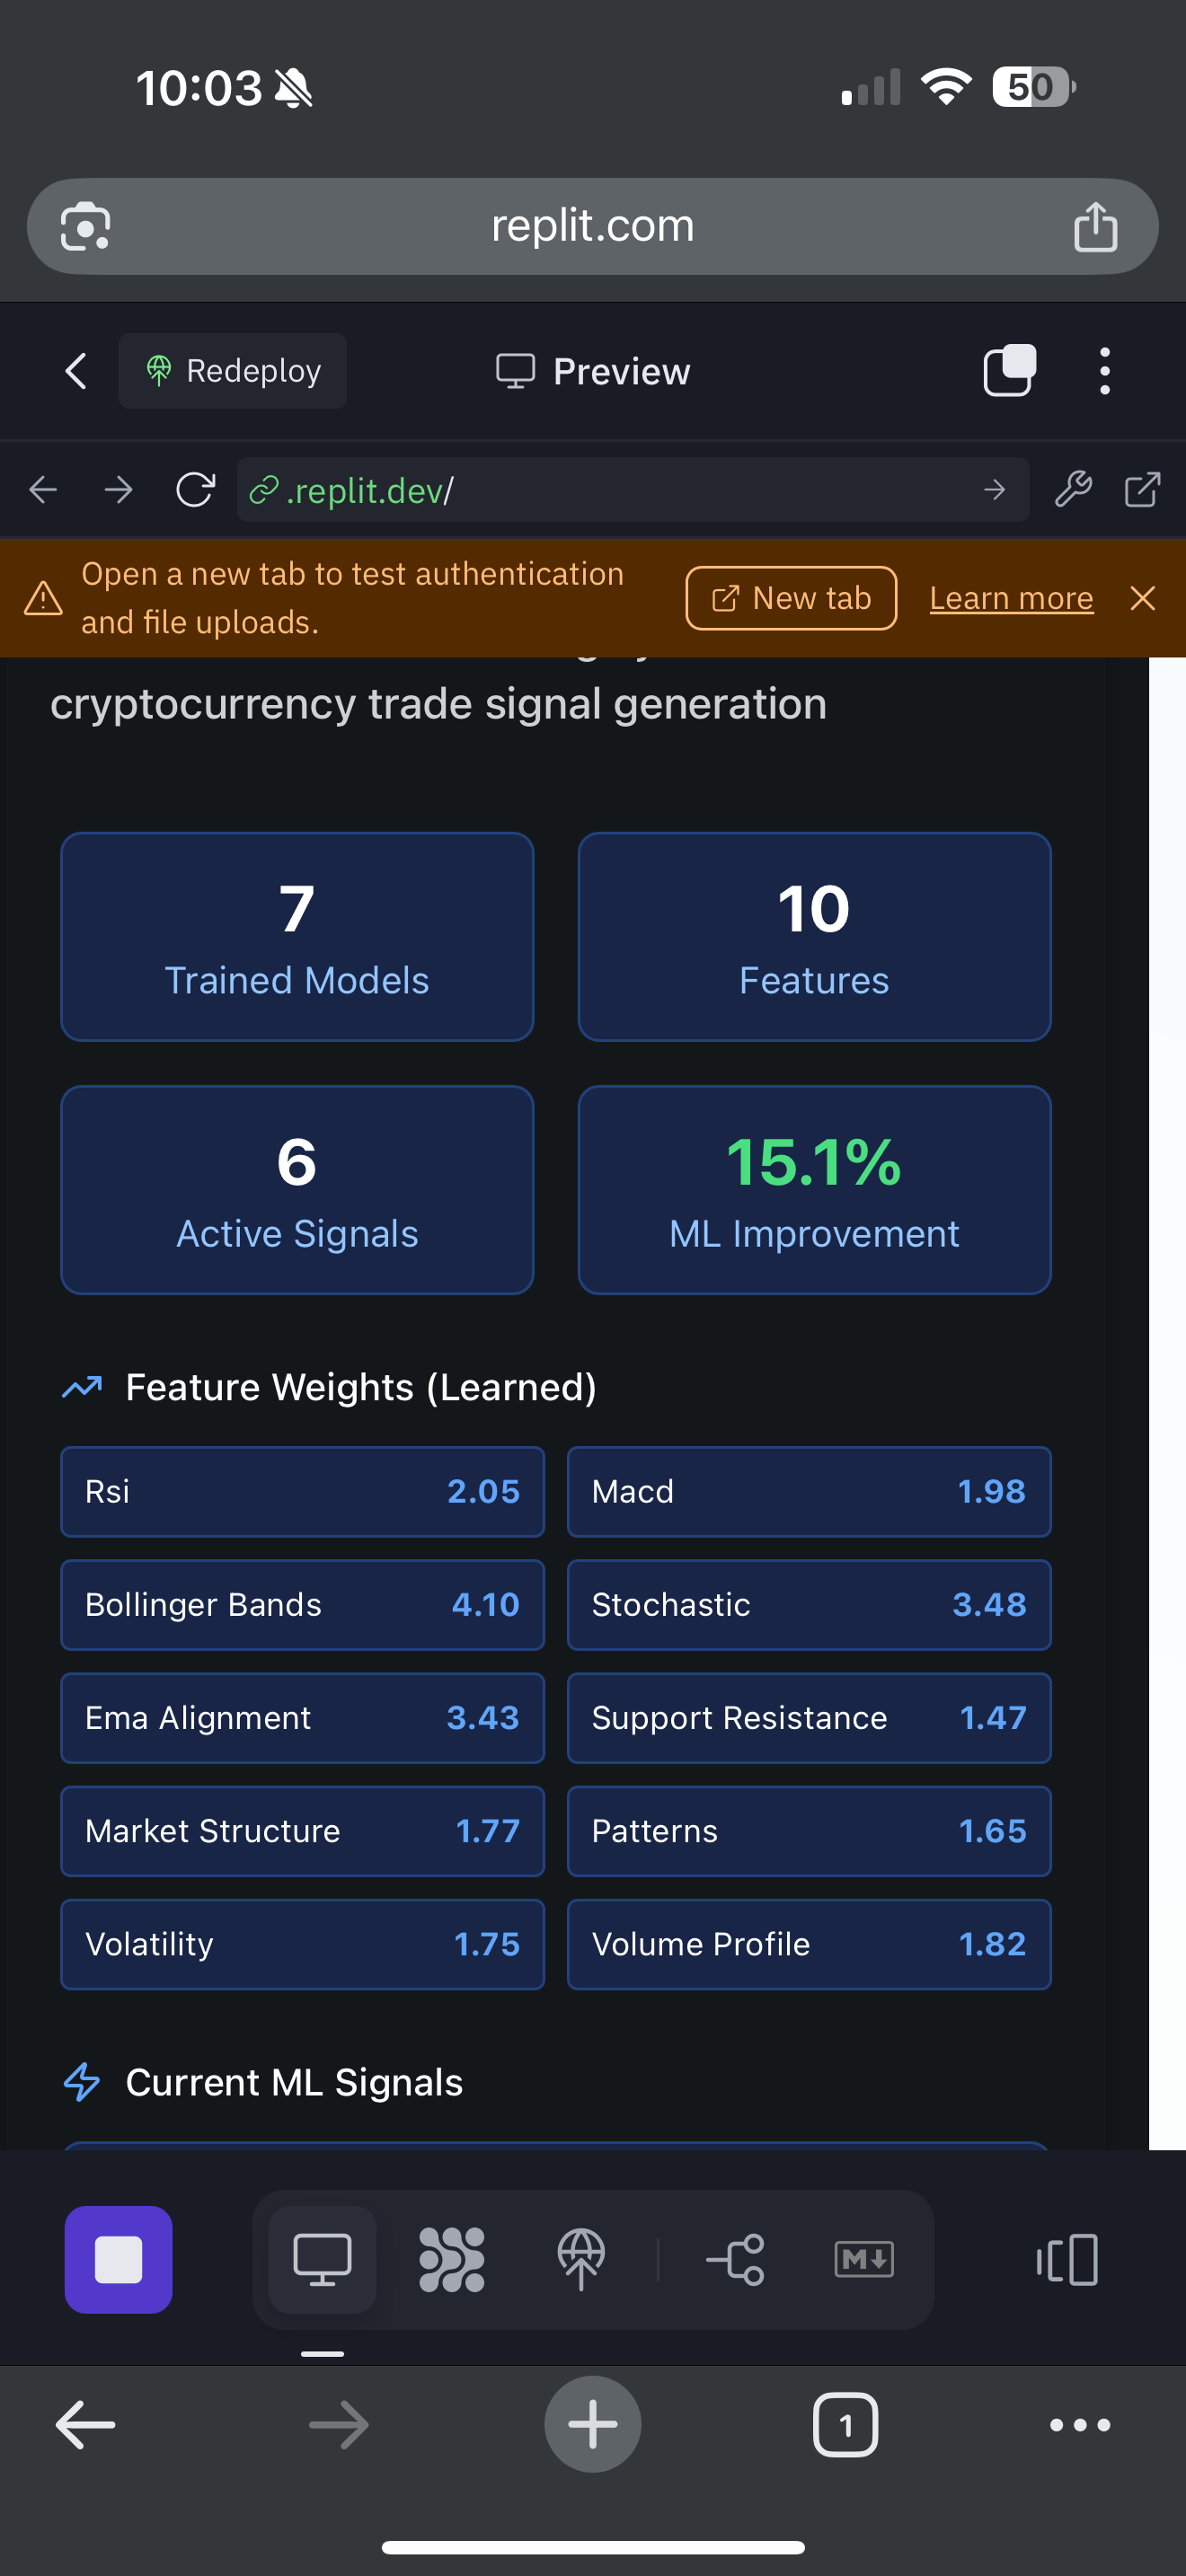 10:03
50
replit.com
Redeploy
Preview
.replit.dev/
Open a new tab to test authentication
and file uploads.
New tab
Learn more
cryptocurrency trade signal generation
7
Trained Models
10
Features
6
Active Signals
15.1%
ML Improvement
Feature Weights (Learned)
Rsi 2.05
Macd 1.98
Bollinger Bands 4.10
Stochastic 3.48
Ema Alignment 3.43
Support Resistance 1.47
Market Structure 1.77
Patterns 1.65
Volatility 1.75
Volume Profile 1.82
Current ML Signals
M
1